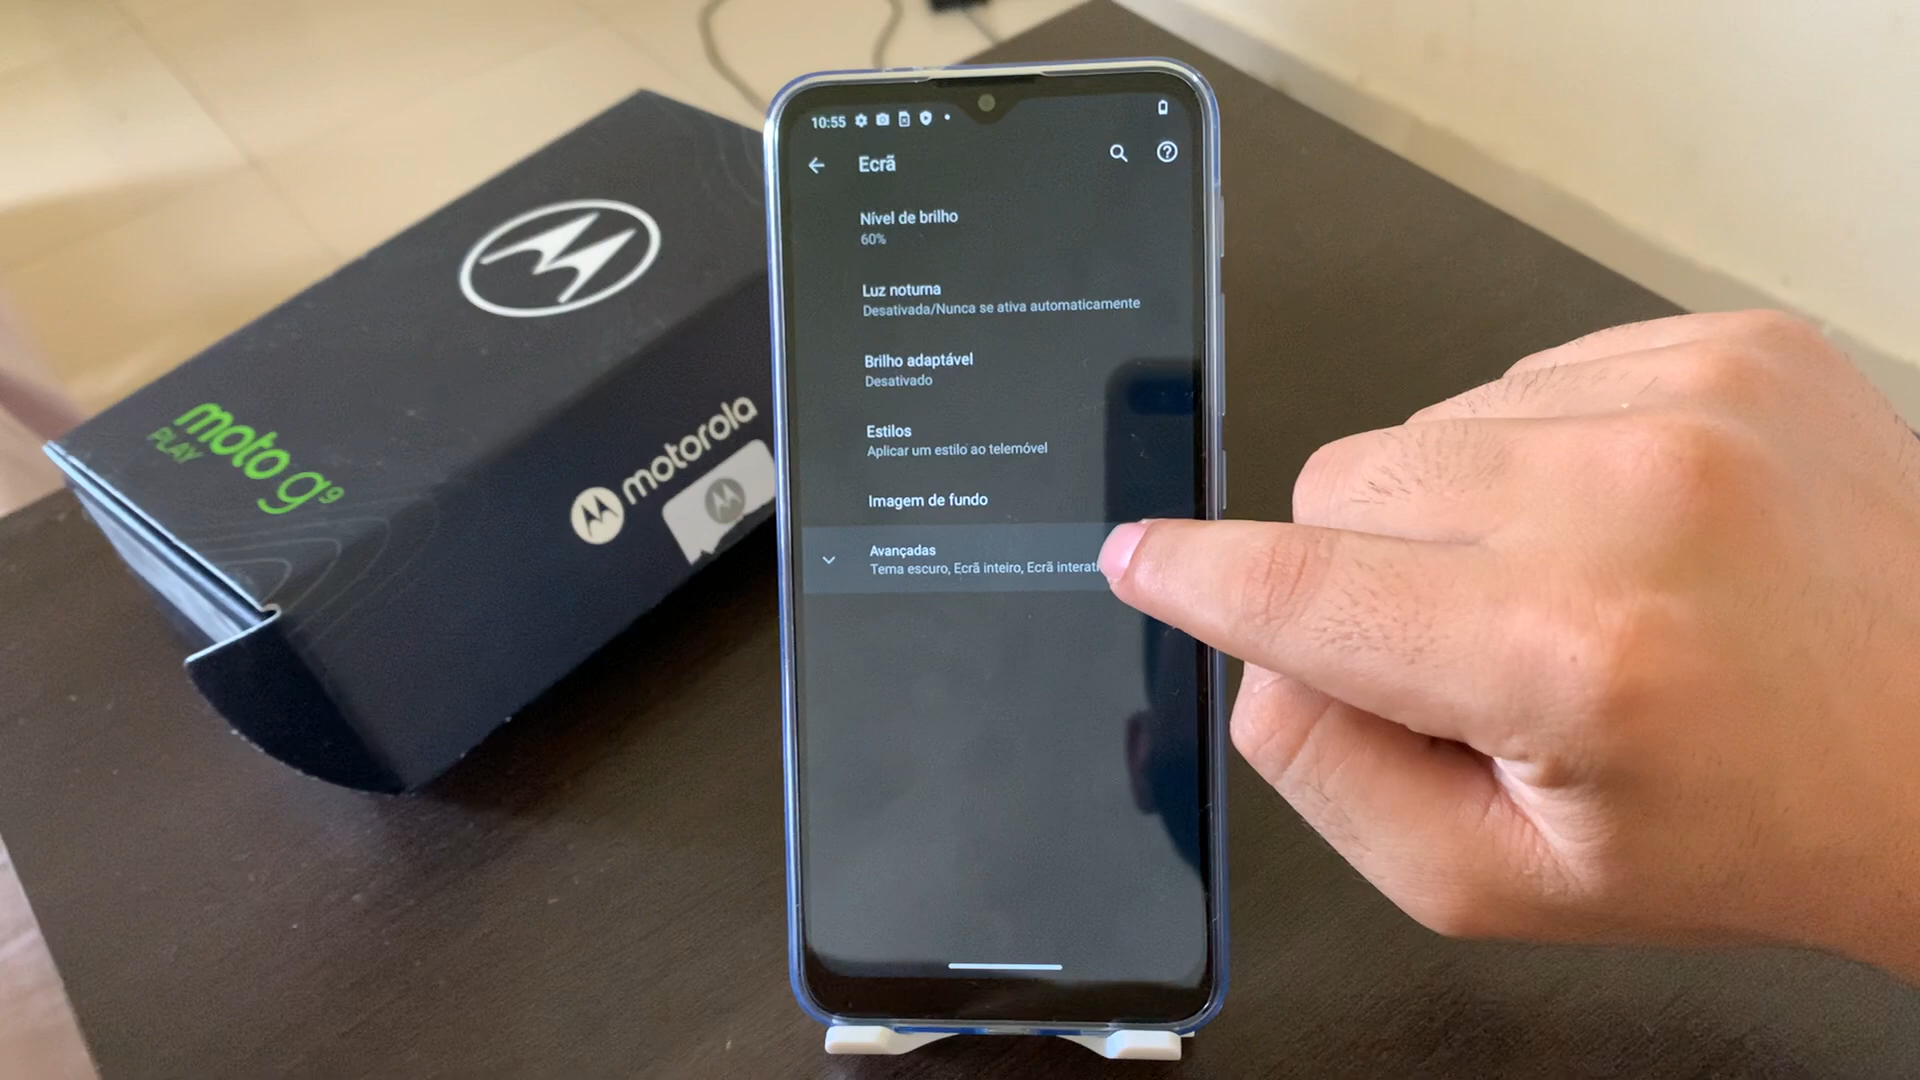 moto g9
PLAY
motorola
10:55
Ecrã
Nível de brilho
60%
Luz noturna
Desativada/Nunca se ativa automaticamente
Brilho adaptável
Desativado
Estilos
Aplicar um estilo ao telemóvel
Imagem de fundo
Avançadas
Tema escuro, Ecrã inteiro, Ecrã